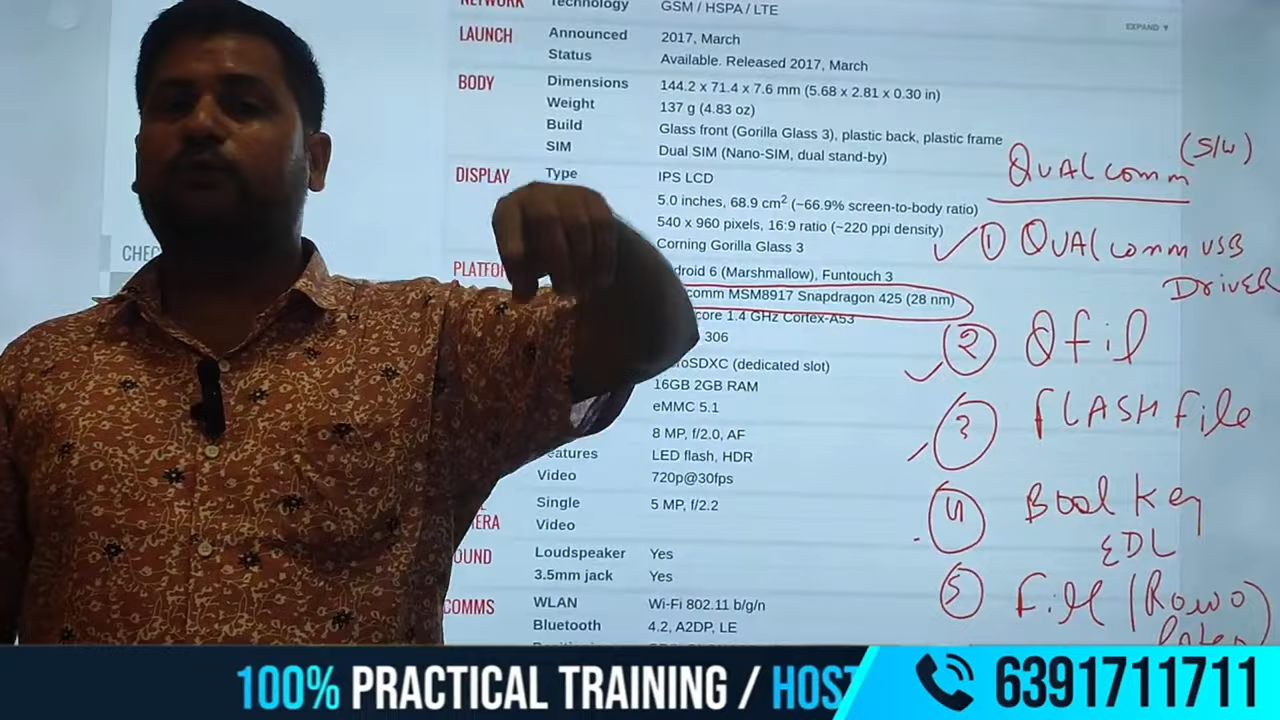 NETWORK Technology GSM / HSPA / LTE
EXPAND ▼
LAUNCH Announced 2017, March
Status Available. Released 2017, March
BODY Dimensions 144.2 x 71.4 x 7.6 mm (5.68 x 2.81 x 0.30 in)
Weight 137 g (4.83 oz)
Build Glass front (Gorilla Glass 3), plastic back, plastic frame
SIM Dual SIM (Nano-SIM, dual stand-by)
DISPLAY Type IPS LCD
5.0 inches, 68.9 cm2 (~66.9% screen-to-body ratio)
540 x 960 pixels, 16:9 ratio (~220 ppi density)
Corning Gorilla Glass 3
CHEC
PLATFO droid 6 (Marshmallow), Funtouch 3
comm MSM8917 Snapdragon 425 (28 nm)
core 1.4 GHz Cortex-A53
306
oSDXC (dedicated slot)
16GB 2GB RAM
eMMC 5.1
8 MP, f/2.0, AF
eatures LED flash, HDR
Video 720p@30fps
Single 5 MP, f/2.2
MERA Video
OUND Loudspeaker Yes
3.5mm jack Yes
COMMS WLAN Wi-Fi 802.11 b/g/n
Bluetooth 4.2, A2DP, LE
QUALComm (S/W)
① QUALComm USB
DRIVER
② Qfil
③ FLASH File
④ Boot Key
EDL
⑤
100% PRACTICAL TRAINING / HOST
6391711711